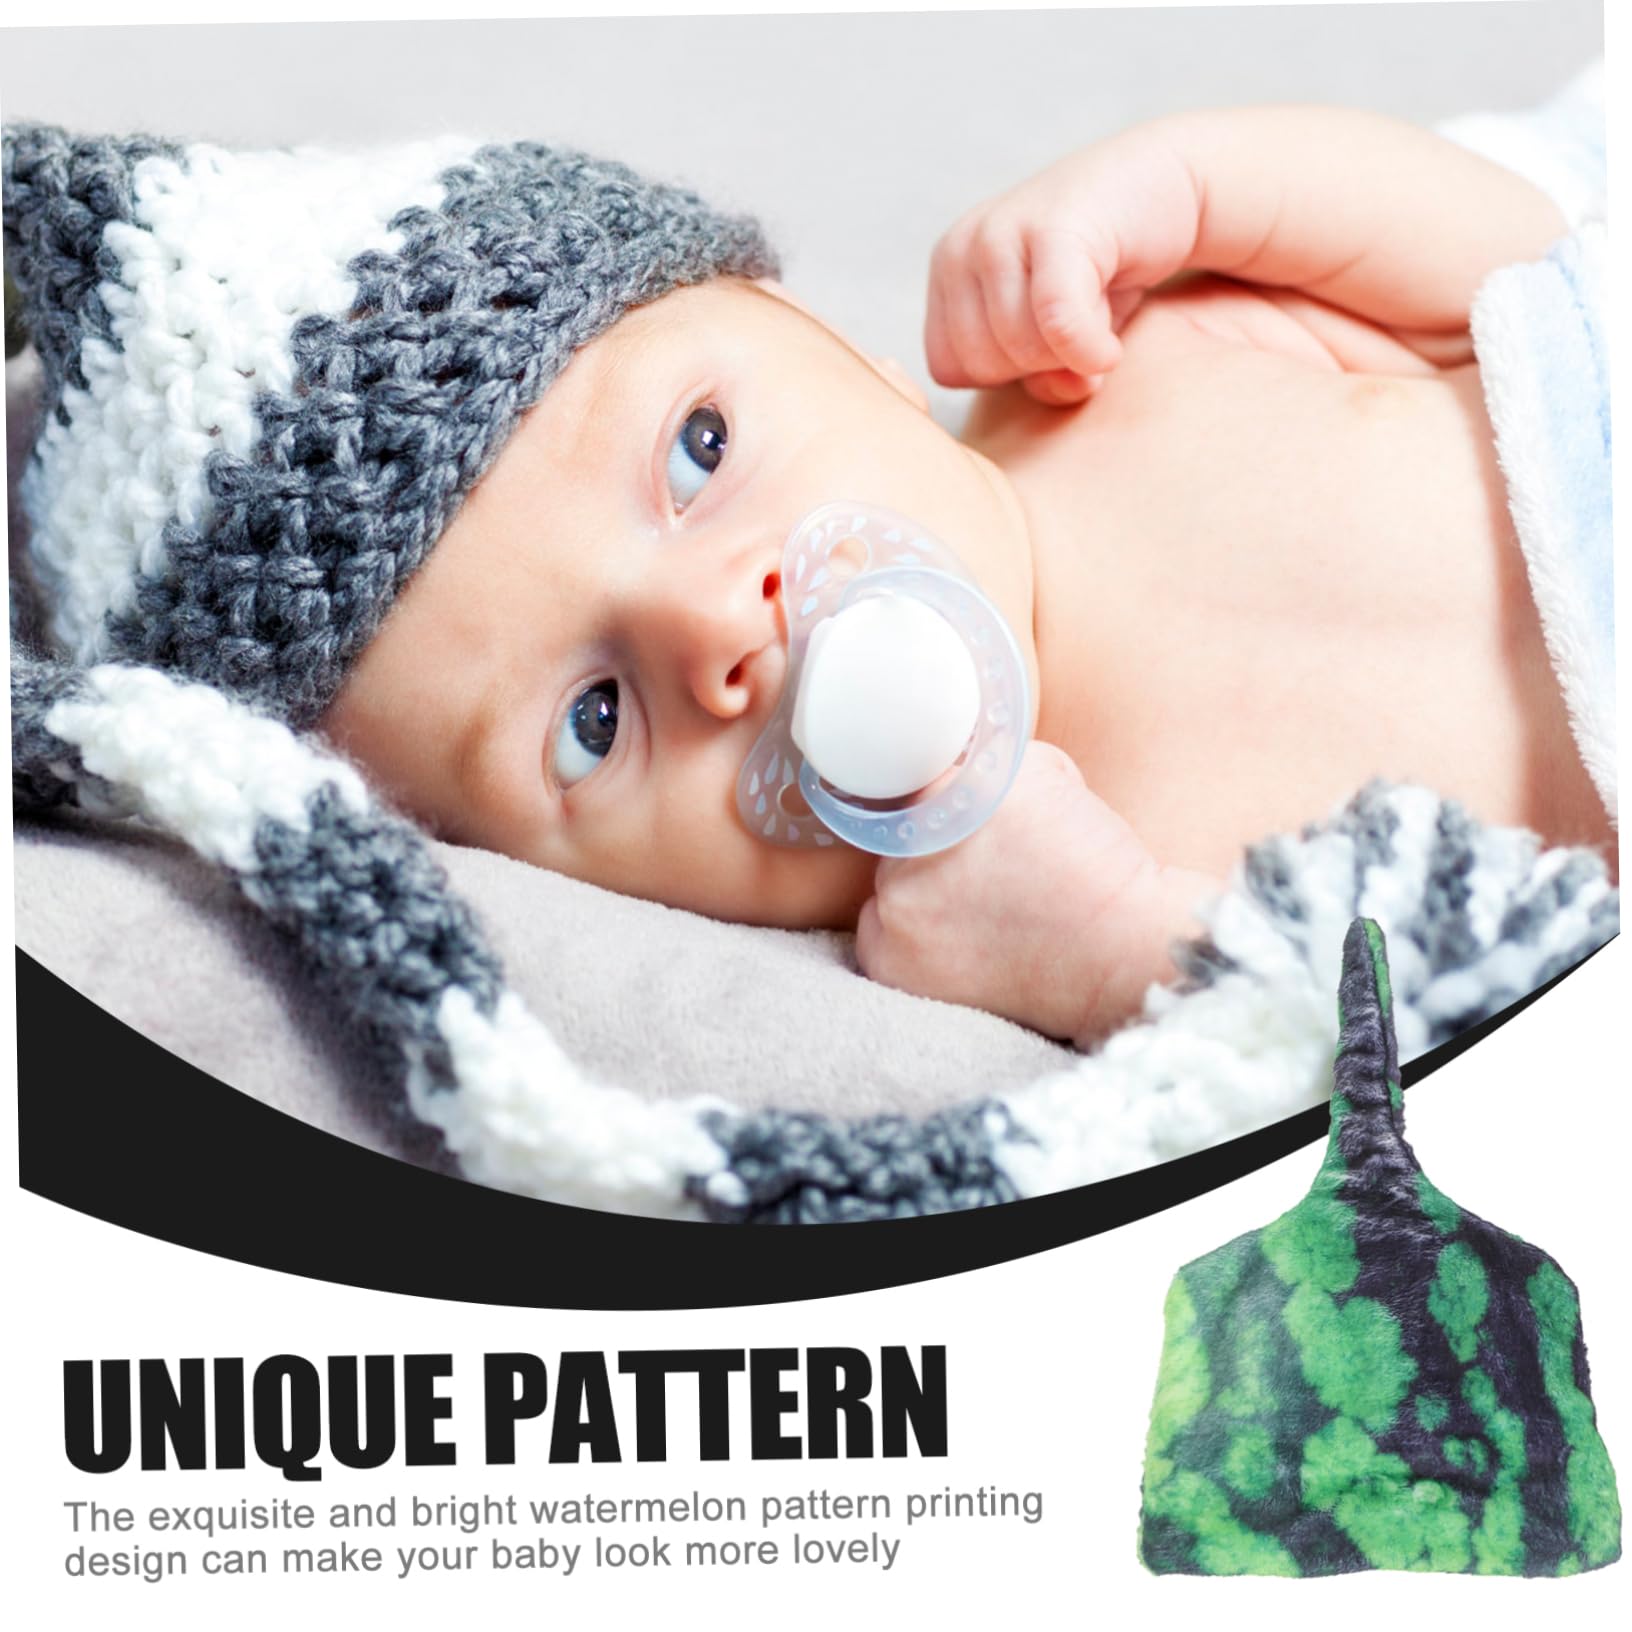 UNIQUE PATTERN
The exquisite and bright watermelon pattern printing
design can make your baby look more lovely